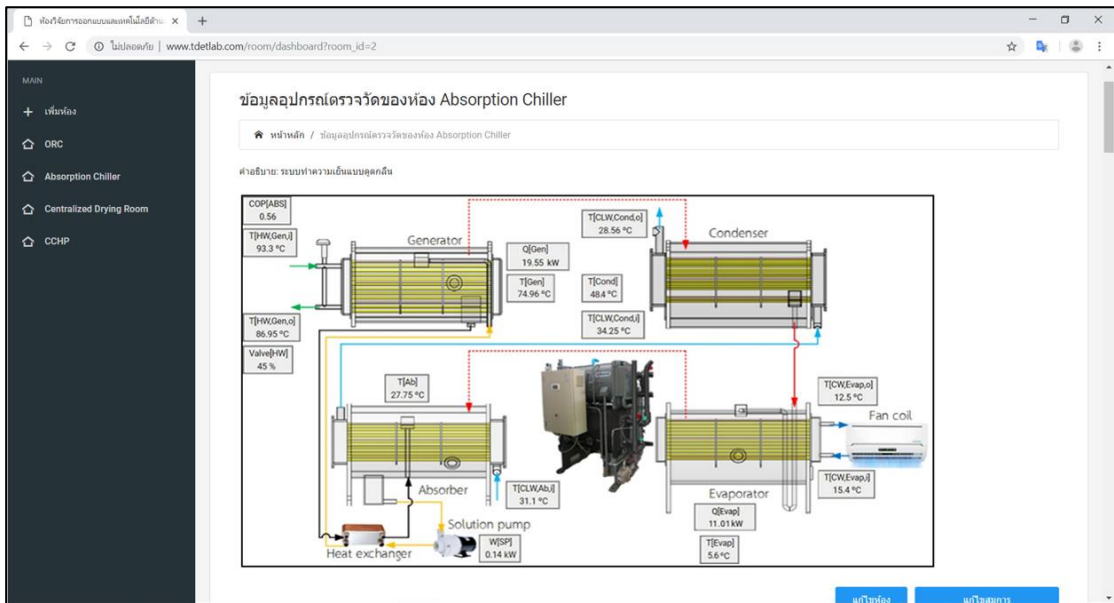 ห้องวิจัยการออกแบบและเทคโนโลยีด้าน
ไม่ปลอดภัย | www.tdetlab.com/room/dashboard?room_id=2
MAIN
เพิ่มห้อง
ORC
Absorption Chiller
Centralized Drying Room
CCHP
ข้อมูลอุปกรณ์ตรวจวัดของห้อง Absorption Chiller
หน้าหลัก / ข้อมูลอุปกรณ์ตรวจวัดของห้อง Absorption Chiller
คำอธิบาย: ระบบทำความเย็นแบบดูดกลืน
COP[ABS]
0.56
T[HW,Gen,i]
93.3 °C
Generator
Q[Gen]
19.55 kW
T[Gen]
74.96 °C
T[HW,Gen,o]
86.95 °C
Valve[HW]
45 %
T[CLW,Cond,o]
28.56 °C
Condenser
T[Cond]
48.4 °C
T[CLW,Cond,i]
34.25 °C
T[Ab]
27.75 °C
Absorber
T[CLW,Ab,i]
31.1 °C
Solution pump
W[SP]
0.14 kW
Heat exchanger
T[CW,Evap,o]
12.5 °C
Fan coil
T[CW,Evap,i]
15.4 °C
Evaporator
Q[Evap]
11.01 kW
T[Evap]
5.6 °C
แก้ไขห้อง
แก้ไขสมการ